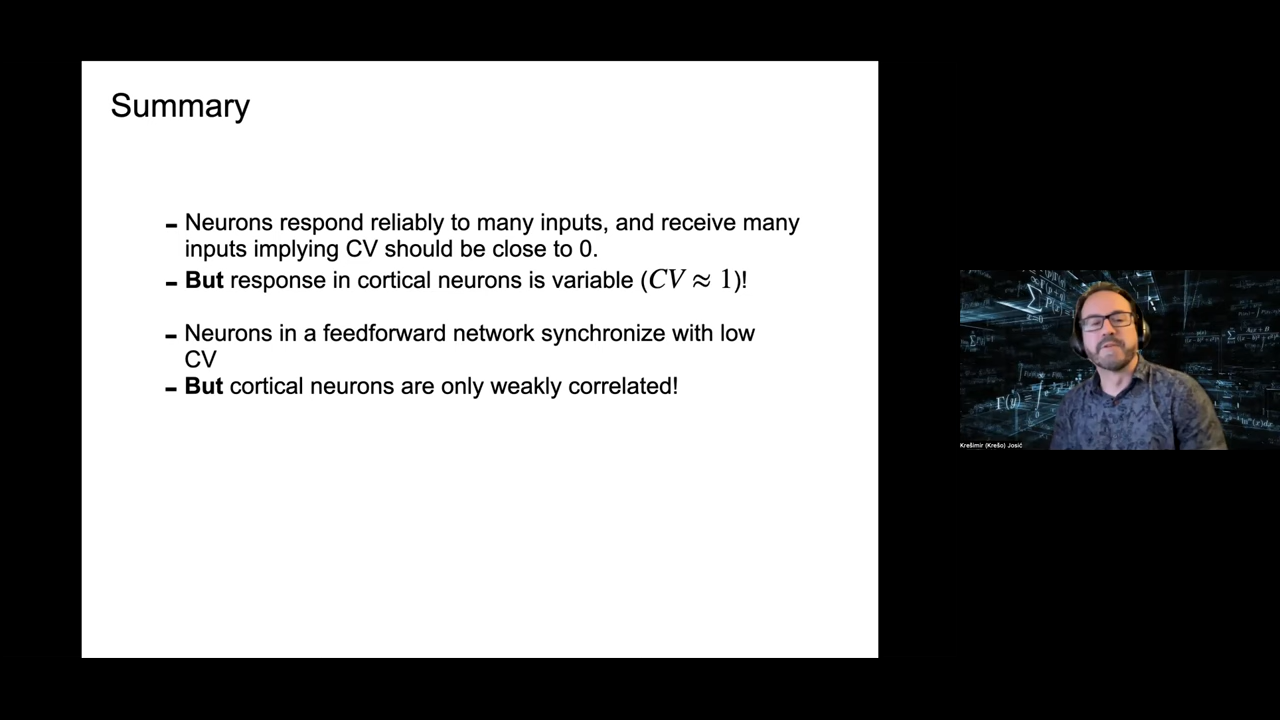 Summary
- Neurons respond reliably to many inputs, and receive many
inputs implying CV should be close to 0.
- But response in cortical neurons is variable (CV ≈ 1)!
- Neurons in a feedforward network synchronize with low
CV
- But cortical neurons are only weakly correlated!
Krešimir (Krešo) Josić